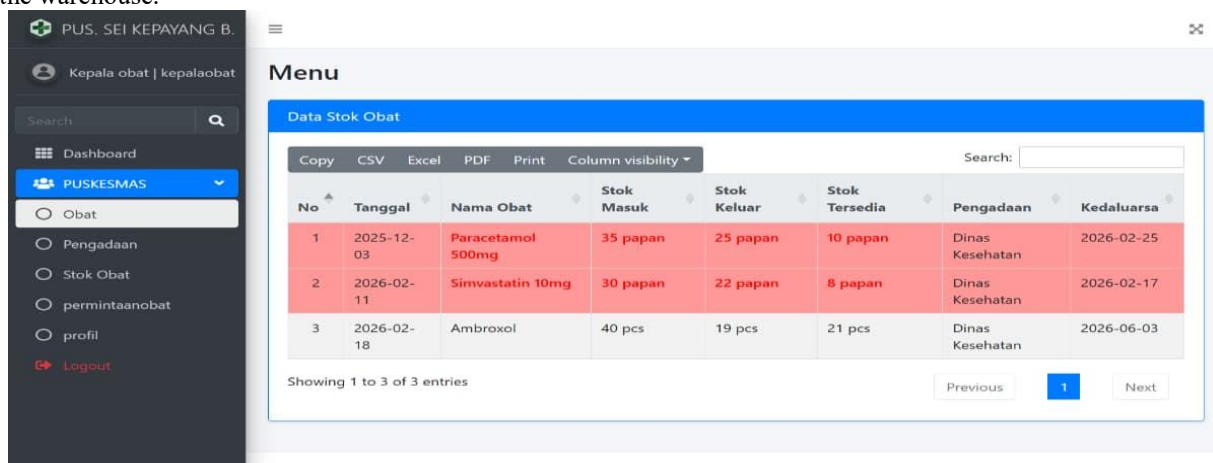 the warehouse.
PUS. SEI KEPAYANG B.
Kepala obat | kepalaobat
Search
Dashboard
PUSKESMAS
Obat
Pengadaan
Stok Obat
permintaanobat
profil
Logout
Menu
Data Stok Obat
Copy CSV Excel PDF Print Column visibility
Search:
No Tanggal Nama Obat Stok Masuk Stok Keluar Stok Tersedia Pengadaan Kedaluarsa
1 2025-12-03 Paracetamol 500mg 35 papan 25 papan 10 papan Dinas Kesehatan 2026-02-25
2 2026-02-11 Simvastatin 10mg 30 papan 22 papan 8 papan Dinas Kesehatan 2026-02-17
3 2026-02-18 Ambroxol 40 pcs 19 pcs 21 pcs Dinas Kesehatan 2026-06-03
Showing 1 to 3 of 3 entries
Previous 1 Next